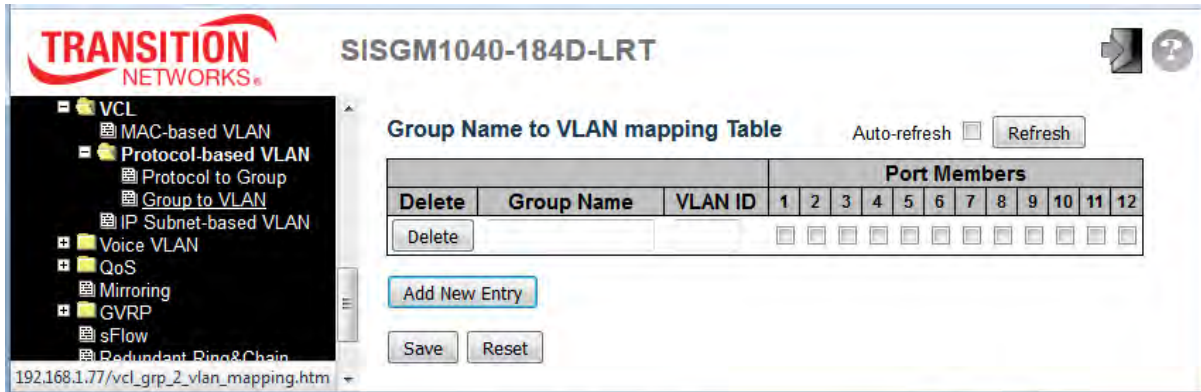 TRANSITION
NETWORKS®
SISGM1040-184D-LRT
?
VCL
MAC-based VLAN
Protocol-based VLAN
Protocol to Group
Group to VLAN
IP Subnet-based VLAN
Voice VLAN
QoS
Mirroring
GVRP
sFlow
Redundant Ring&Chain
192.168.1.77/vcl_grp_2_vlan_mapping.htm
Group Name to VLAN mapping Table
Auto-refresh Refresh
Port Members
Delete Group Name VLAN ID 1 2 3 4 5 6 7 8 9 10 11 12
Delete
Add New Entry
Save Reset